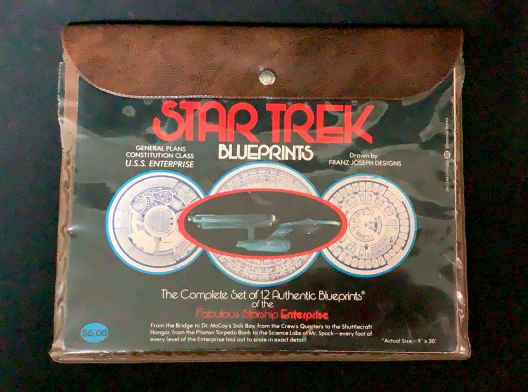 STAR TREK
BLUEPRINTS
GENERAL PLANS
CONSTITUTION CLASS
U.S.S. ENTERPRISE
Drawn by
FRANZ JOSEPH DESIGNS
The Complete Set of 12 Authentic Blueprints*
of the
Fabulous Starship Enterprise
From the Bridge to Dr. McCoy's Sick Bay, from the Crew's Quarters to the Shuttlecraft
Hangar, from the Photon Torpedo Bank to the Science Labs of Mr. Spock—every foot of
every level of the Enterprise laid out to scale in exact detail!
$5.00
*Actual Size—9" x 30"